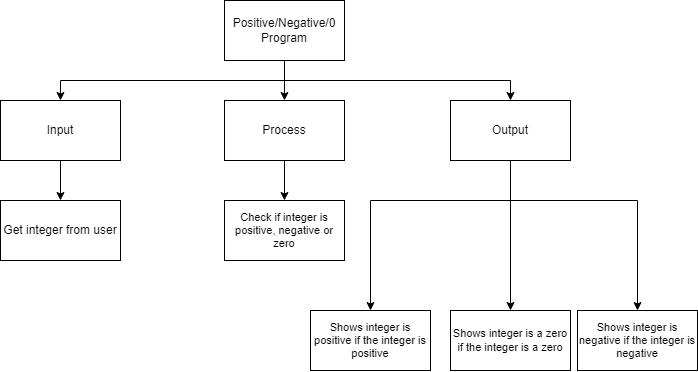 Positive/Negative/0
Program
Input
Process
Output
Get integer from user
Check if integer is
positive, negative or
zero
Shows integer is
positive if the integer is
positive
Shows integer is a zero
if the integer is a zero
Shows integer is
negative if the integer is
negative